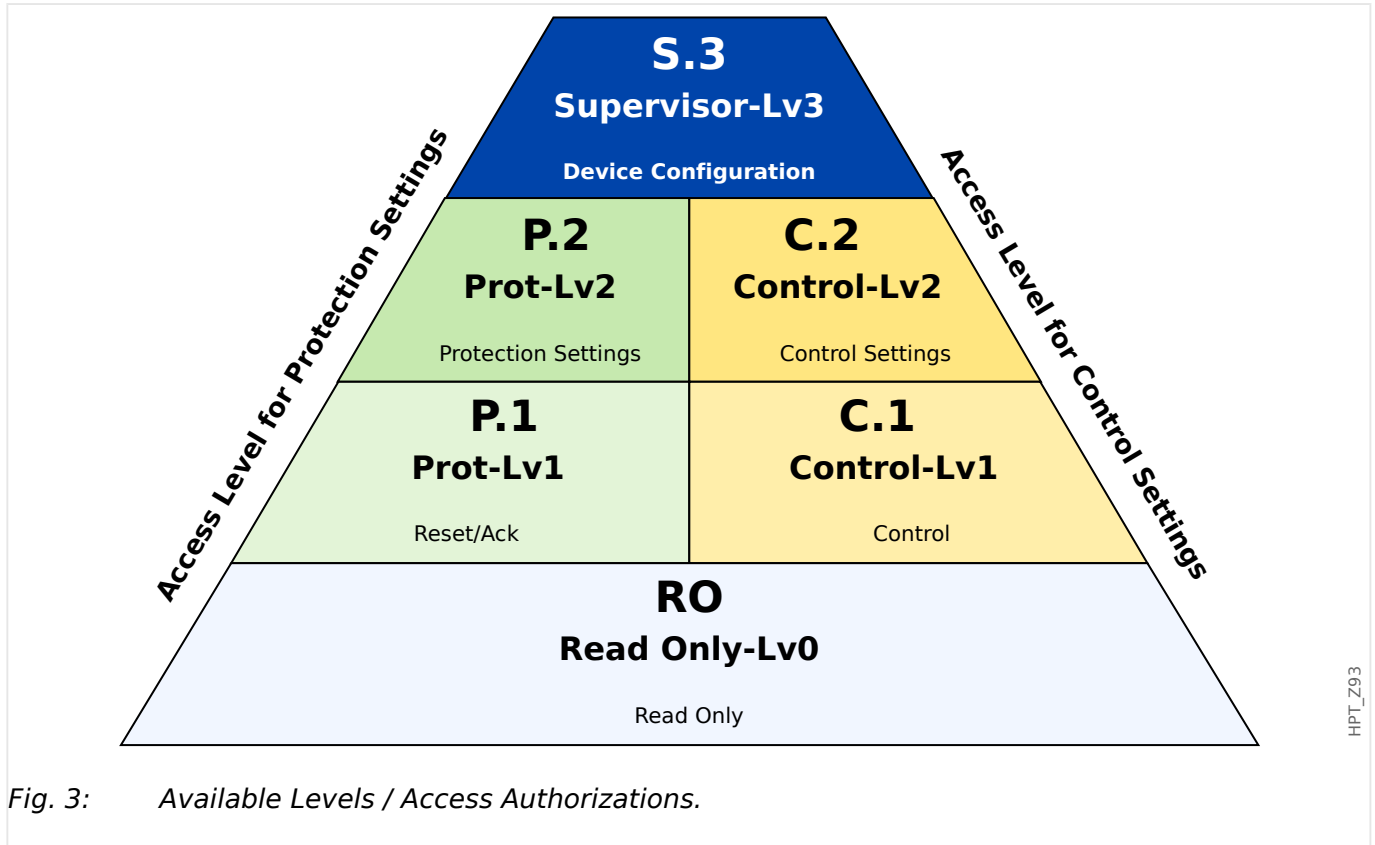 S.3
Supervisor-Lv3
Device Configuration
Access Level for Protection Settings
Access Level for Control Settings
P.2
Prot-Lv2
Protection Settings
C.2
Control-Lv2
Control Settings
P.1
Prot-Lv1
Reset/Ack
C.1
Control-Lv1
Control
RO
Read Only-Lv0
Read Only
HPT_Z93
Fig. 3: Available Levels / Access Authorizations.